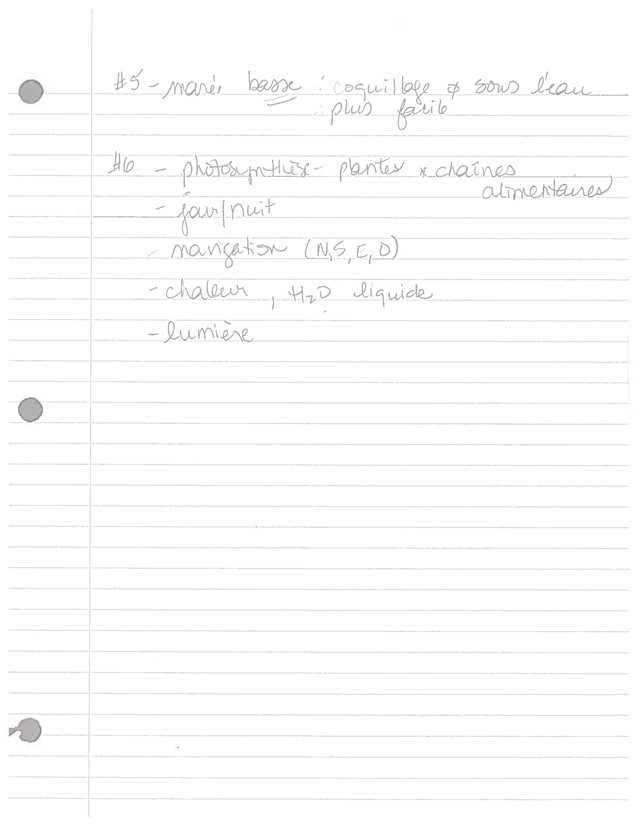 #5 - marée basse : coquillage ∅ sous l'eau
: plus facile
#6 - photosynthèse - plantes * chaînes
alimentaires
- jour/nuit
- navigation (N, S, E, O)
- chaleur, H₂O liquide
- lumière